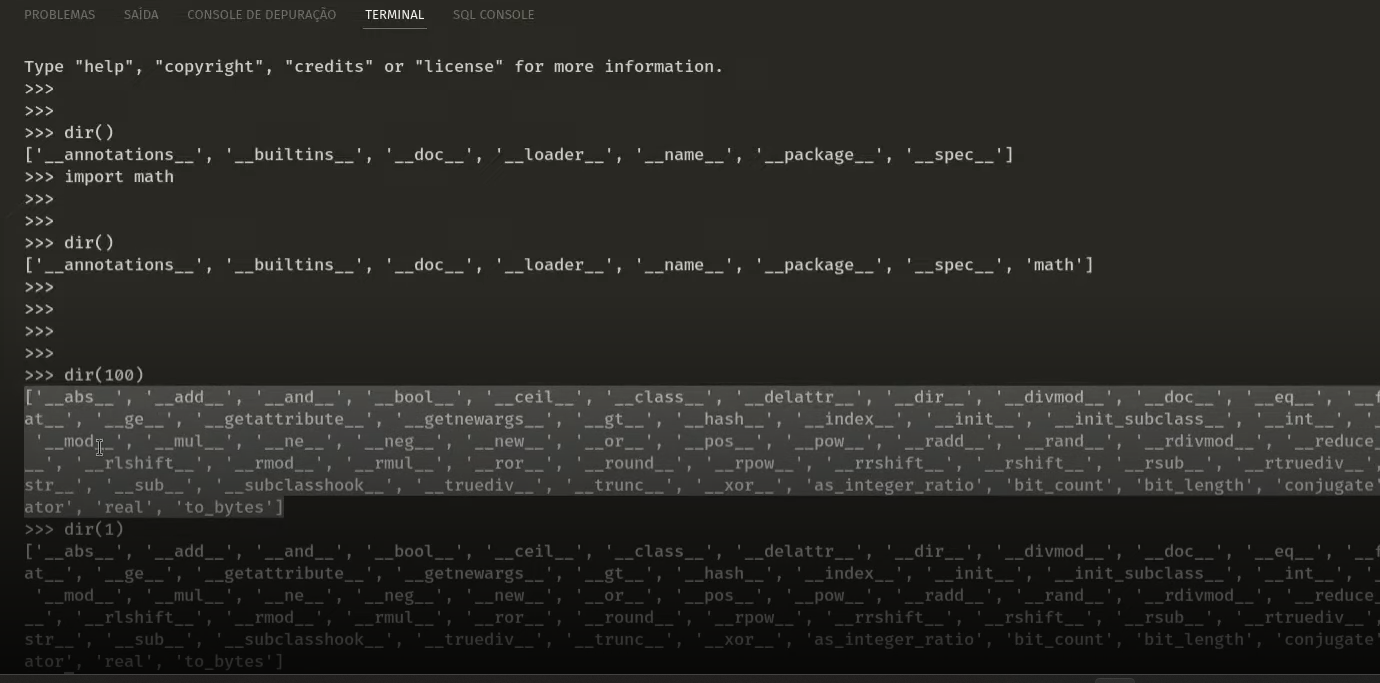 PROBLEMAS SAÍDA CONSOLE DE DEPURAÇÃO TERMINAL SQL CONSOLE
Type "help", "copyright", "credits" or "license" for more information.
>>>
>>>
>>> dir()
['__annotations__', '__builtins__', '__doc__', '__loader__', '__name__', '__package__', '__spec__']
>>> import math
>>>
>>>
>>> dir()
['__annotations__', '__builtins__', '__doc__', '__loader__', '__name__', '__package__', '__spec__', 'math']
>>>
>>>
>>>
>>>
>>> dir(100)
['__abs__', '__add__', '__and__', '__bool__', '__ceil__', '__class__', '__delattr__', '__dir__', '__divmod__', '__doc__', '__eq__', '__f
at__', '__ge__', '__getattribute__', '__getnewargs__', '__gt__', '__hash__', '__index__', '__init__', '__init_subclass__', '__int__', '_
'__mod__', '__mul__', '__ne__', '__neg__', '__new__', '__or__', '__pos__', '__pow__', '__radd__', '__rand__', '__rdivmod__', '__reduce_
__', '__rlshift__', '__rmod__', '__rmul__', '__ror__', '__round__', '__rpow__', '__rrshift__', '__rshift__', '__rsub__', '__rtruediv__',
str__', '__sub__', '__subclasshook__', '__truediv__', '__trunc__', '__xor__', 'as_integer_ratio', 'bit_count', 'bit_length', 'conjugate'
ator', 'real', 'to_bytes']
>>> dir(1)
['__abs__', '__add__', '__and__', '__bool__', '__ceil__', '__class__', '__delattr__', '__dir__', '__divmod__', '__doc__', '__eq__', '__f
at__', '__ge__', '__getattribute__', '__getnewargs__', '__gt__', '__hash__', '__index__', '__init__', '__init_subclass__', '__int__', '_
'__mod__', '__mul__', '__ne__', '__neg__', '__new__', '__or__', '__pos__', '__pow__', '__radd__', '__rand__', '__rdivmod__', '__reduce_
__', '__rlshift__', '__rmod__', '__rmul__', '__ror__', '__round__', '__rpow__', '__rrshift__', '__rshift__', '__rsub__', '__rtruediv__',
str__', '__sub__', '__subclasshook__', '__truediv__', '__trunc__', '__xor__', 'as_integer_ratio', 'bit_count', 'bit_length', 'conjugate'
ator', 'real', 'to_bytes']